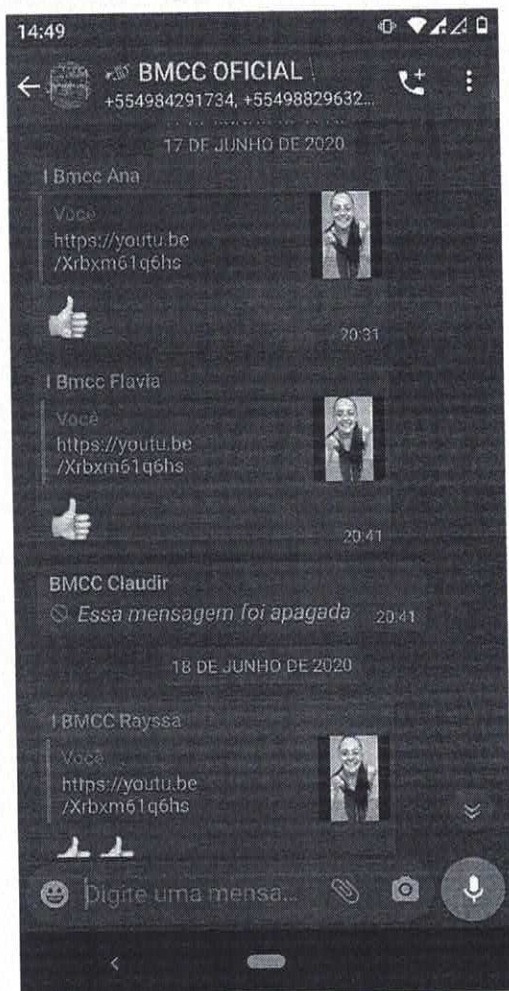 14:49
BMCC OFICIAL
+554984291734, +55498829632...
17 DE JUNHO DE 2020
I Bmcc Ana
Você
https://youtu.be
/Xrbxm61q6hs
20:31
I Bmcc Flavia
Você
https://youtu.be
/Xrbxm61q6hs
20:41
BMCC Claudir
Essa mensagem foi apagada 20:41
18 DE JUNHO DE 2020
I BMCC Rayssa
Você
https://youtu.be
/Xrbxm61q6hs
Digite uma mensa...